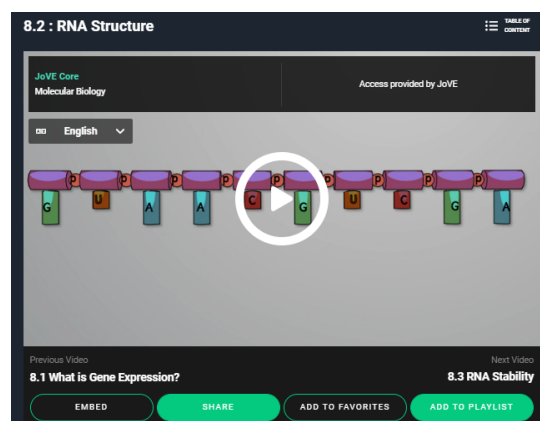 8.2 : RNA Structure
TABLE OF
CONTENT
JoVE Core
Molecular Biology
Access provided by JoVE
English
p p p p p p p p p
G U A A C G U C G A
Previous Video
8.1 What is Gene Expression?
Next Video
8.3 RNA Stability
EMBED
SHARE
ADD TO FAVORITES
ADD TO PLAYLIST